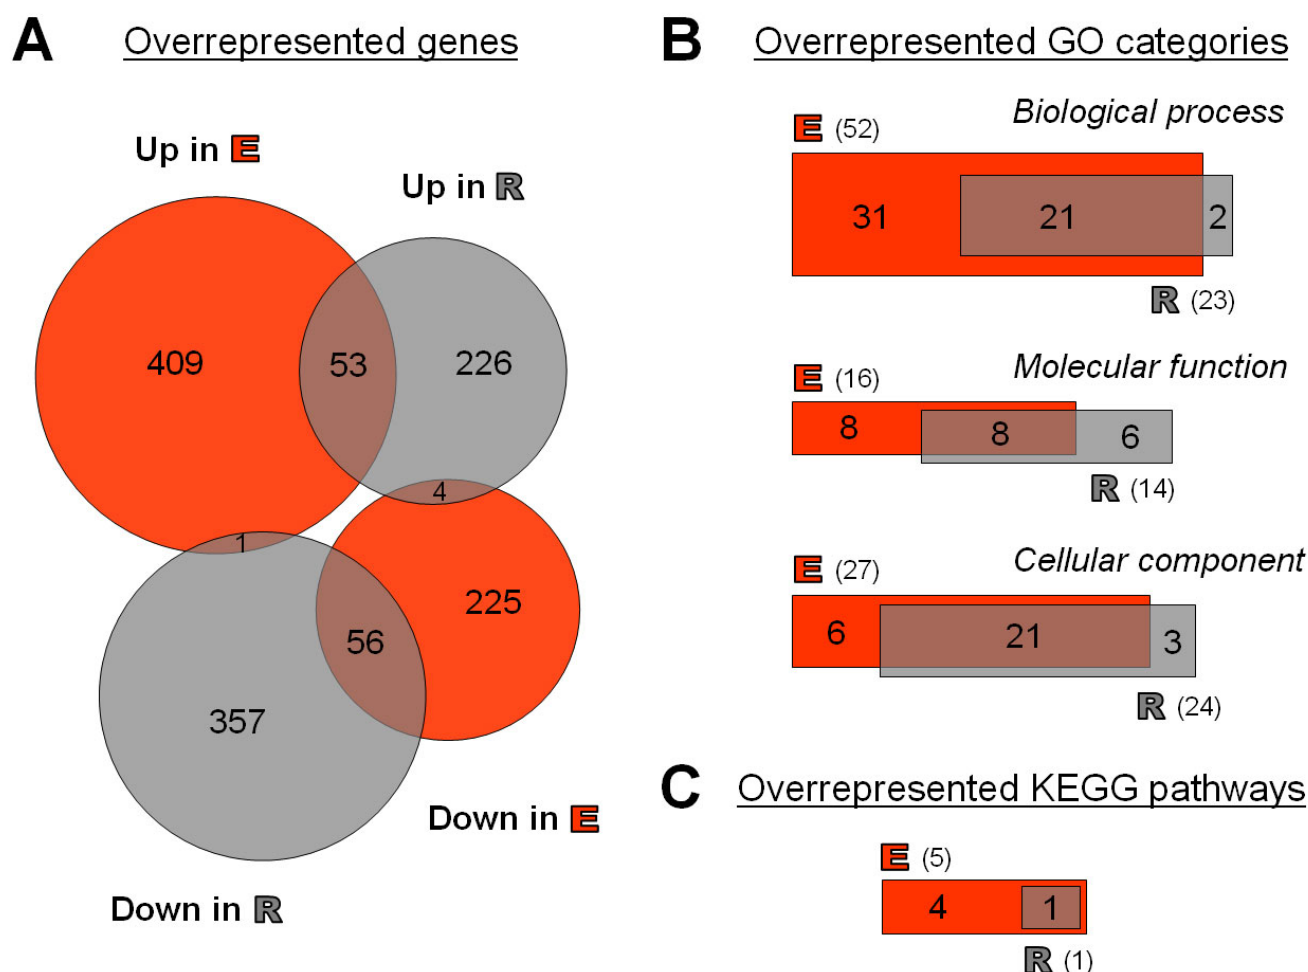 A Overrepresented genes
Up in E
Up in R
409
53
226
4
1
225
56
357
Down in E
Down in R
B Overrepresented GO categories
Biological process
E (52)
31
21
2
R (23)
Molecular function
E (16)
8
8
6
R (14)
Cellular component
E (27)
6
21
3
R (24)
C Overrepresented KEGG pathways
E (5)
4
1
R (1)